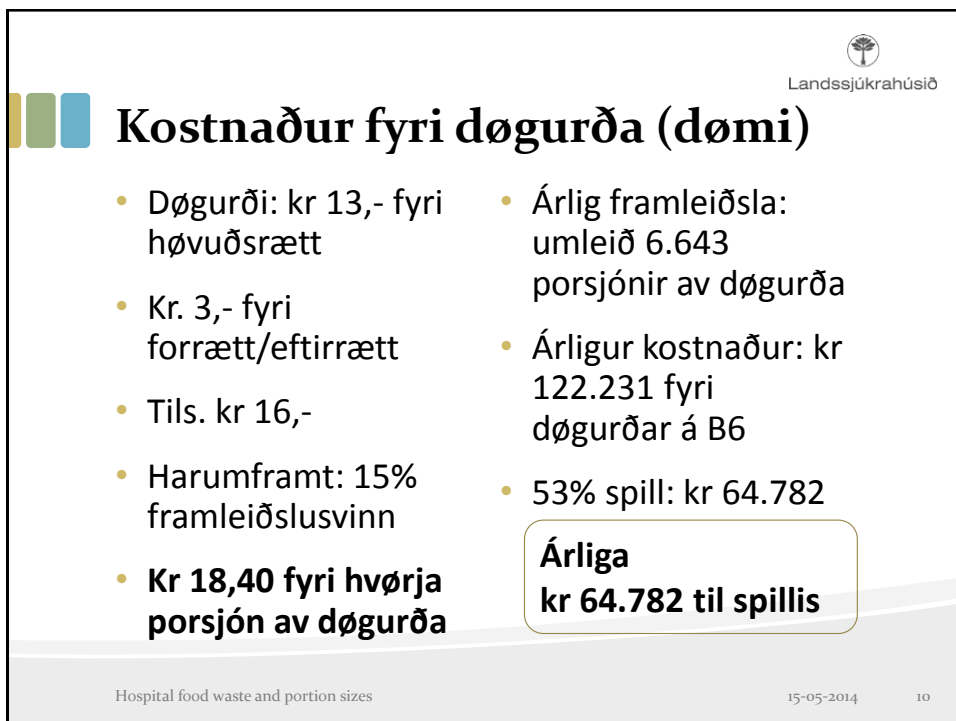 Landssjúkrahúsið
Kostnaður fyri døgurða (dømi)
• Døgurði: kr 13,- fyri
høvuðsrætt
• Kr. 3,- fyri
forrætt/eftirrætt
• Tils. kr 16,-
• Harumframt: 15%
framleiðslusvinn
• Kr 18,40 fyri hvørja
porsjón av døgurða
• Árlig framleiðsla:
umleið 6.643
porsjónir av døgurða
• Árligur kostnaður: kr
122.231 fyri
døgurðar á B6
• 53% spill: kr 64.782
Árliga
kr 64.782 til spillis
Hospital food waste and portion sizes
15-05-2014
10